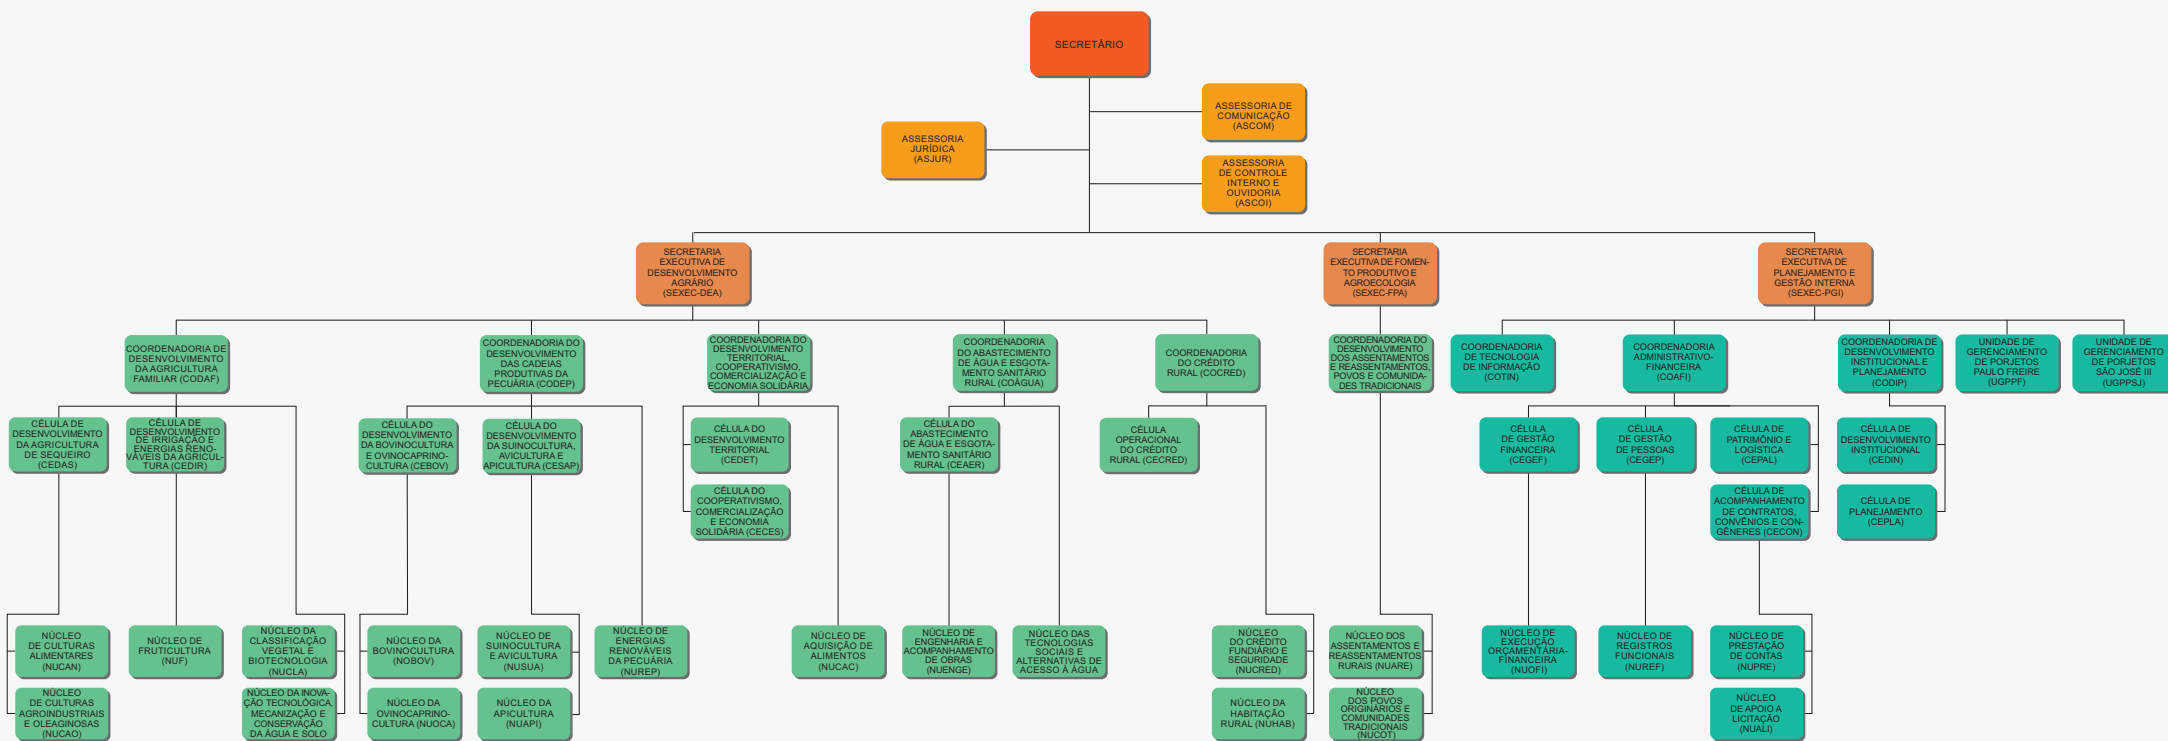 SECRETÁRIO
ASSESSORIA DE
COMUNICAÇÃO
(ASCOM)
ASSESSORIA
JURÍDICA
(ASJUR)
ASSESSORIA
DE CONTROLE
INTERNO E
OUVIDORIA
(ASCOI)
SECRETARIA
EXECUTIVA DE
DESENVOLVIMENTO
AGRÁRIO
(SEXEC-DEA)
SECRETARIA
EXECUTIVA DE FOMEN-
TO PRODUTIVO E
AGROECOLOGIA
(SEXEC-FPA)
SECRETARIA
EXECUTIVA DE
PLANEJAMENTO E
GESTÃO INTERNA
(SEXEC-PGI)
COORDENADORIA DE
DESENVOLVIMENTO
DA AGRICULTURA
FAMILIAR (CODAF)
COORDENADORIA DO
DESENVOLVIMENTO
DAS CADEIAS
PRODUTIVAS DA
PECUÁRIA (CODEP)
COORDENADORIA DO
DESENVOLVIMENTO
TERRITORIAL,
COOPERATIVISMO,
COMERCIALIZAÇÃO E
ECONOMIA SOLIDÁRIA
COORDENADORIA
DO ABASTECIMENTO
DE ÁGUA E ESGOTA-
MENTO SANITÁRIO
RURAL (COÁGUA)
COORDENADORIA
DO CRÉDITO
RURAL (COCRED)
COORDENADORIA DO
DESENVOLVIMENTO
DOS ASSENTAMENTOS
E REASSENTAMENTOS,
POVOS E COMUNIDA-
DES TRADICIONAIS
COORDENADORIA
DE TECNOLOGIA
DE INFORMAÇÃO
(COTIN)
COORDENADORIA
ADMINISTRATIVO-
FINANCEIRA
(COAFI)
COORDENADORIA DE
DESENVOLVIMENTO
INSTITUCIONAL E
PLANEJAMENTO
(CODIP)
UNIDADE DE
GERENCIAMENTO
DE PORJETOS
PAULO FREIRE
(UGPPF)
UNIDADE DE
GERENCIAMENTO
DE PORJETOS
SÃO JOSÉ III
(UGPPSJ)
CÉLULA DE
DESENVOLVIMENTO
DA AGRICULTURA
DE SEQUEIRO
(CEDAS)
CÉLULA DE
DESENVOLVIMENTO
DE IRRIGAÇÃO E
ENERGIAS RENO-
VÁVEIS DA AGRICUL-
TURA (CEDIR)
CÉLULA DO
DESENVOLVIMENTO
DA BOVINOCULTURA
E OVINOCAPRINO-
CULTURA (CEBOV)
CÉLULA DO
DESENVOLVIMENTO
DA SUINOCULTURA,
AVICULTURA E
APICULTURA (CESAP)
CÉLULA DO
DESENVOLVIMENTO
TERRITORIAL
(CEDET)
CÉLULA DO
ABASTECIMENTO
DE ÁGUA E ESGOTA-
MENTO SANITÁRIO
RURAL (CEAER)
CÉLULA
OPERACIONAL
DO CRÉDITO
RURAL (CECRED)
CÉLULA
DE GESTÃO
FINANCEIRA
(CEGEF)
CÉLULA
DE GESTÃO
DE PESSOAS
(CEGEP)
CÉLULA DE
PATRIMÔNIO E
LOGÍSTICA
(CEPAL)
CÉLULA DE
DESENVOLVIMENTO
INSTITUCIONAL
(CEDIN)
CÉLULA DO
COOPERATIVISMO,
COMERCIALIZAÇÃO
E ECONOMIA
SOLIDÁRIA (CECES)
CÉLULA DE
ACOMPANHAMENTO
DE CONTRATOS,
CONVÊNIOS E CON-
GÊNERES (CECON)
CÉLULA DE
PLANEJAMENTO
(CEPLA)
NÚCLEO
DE CULTURAS
ALIMENTARES
(NUCAN)
NÚCLEO DE
FRUTICULTURA
(NUF)
NÚCLEO DA
CLASSIFICAÇÃO
VEGETAL E
BIOTECNOLOGIA
(NUCLA)
NÚCLEO DA
BOVINOCULTURA
(NOBOV)
NÚCLEO DE
SUINOCULTURA
E AVICULTURA
(NUSUA)
NÚCLEO DE
ENERGIAS
RENOVÁVEIS
DA PECUÁRIA
(NUREP)
NÚCLEO DE
AQUISIÇÃO DE
ALIMENTOS
(NUCAC)
NÚCLEO DE
ENGENHARIA E
ACOMPANHAMENTO
DE OBRAS
(NUENGE)
NÚCLEO DAS
TECNOLOGIAS
SOCIAIS E
ALTERNATIVAS DE
ACESSO À ÁGUA
NÚCLEO
DO CRÉDITO
FUNDIÁRIO E
SEGURIDADE
(NUCRED)
NÚCLEO DOS
ASSENTAMENTOS E
REASSENTAMENTOS
RURAIS (NUARE)
NÚCLEO DE
EXECUÇÃO
ORÇAMENTÁRIA-
FINANCEIRA
(NUOFI)
NÚCLEO DE
REGISTROS
FUNCIONAIS
(NUREF)
NÚCLEO DE
PRESTAÇÃO
DE CONTAS
(NUPRE)
NÚCLEO
DE CULTURAS
AGROINDUSTRIAIS
E OLEAGINOSAS
(NUCAO)
NÚCLEO DA INOVA-
ÇÃO TECNOLÓGICA,
MECANIZAÇÃO E
CONSERVAÇÃO
DA ÁGUA E SOLO
NÚCLEO DA
OVINOCAPRINO-
CULTURA (NUOCA)
NÚCLEO DA
APICULTURA
(NUAPI)
NÚCLEO DA
HABITAÇÃO
RURAL (NUHAB)
NÚCLEO
DOS POVOS
ORIGINÁRIOS E
COMUNIDADES
TRADICIONAIS
(NUCOT)
NÚCLEO
DE APOIO A
LICITAÇÃO
(NUALI)